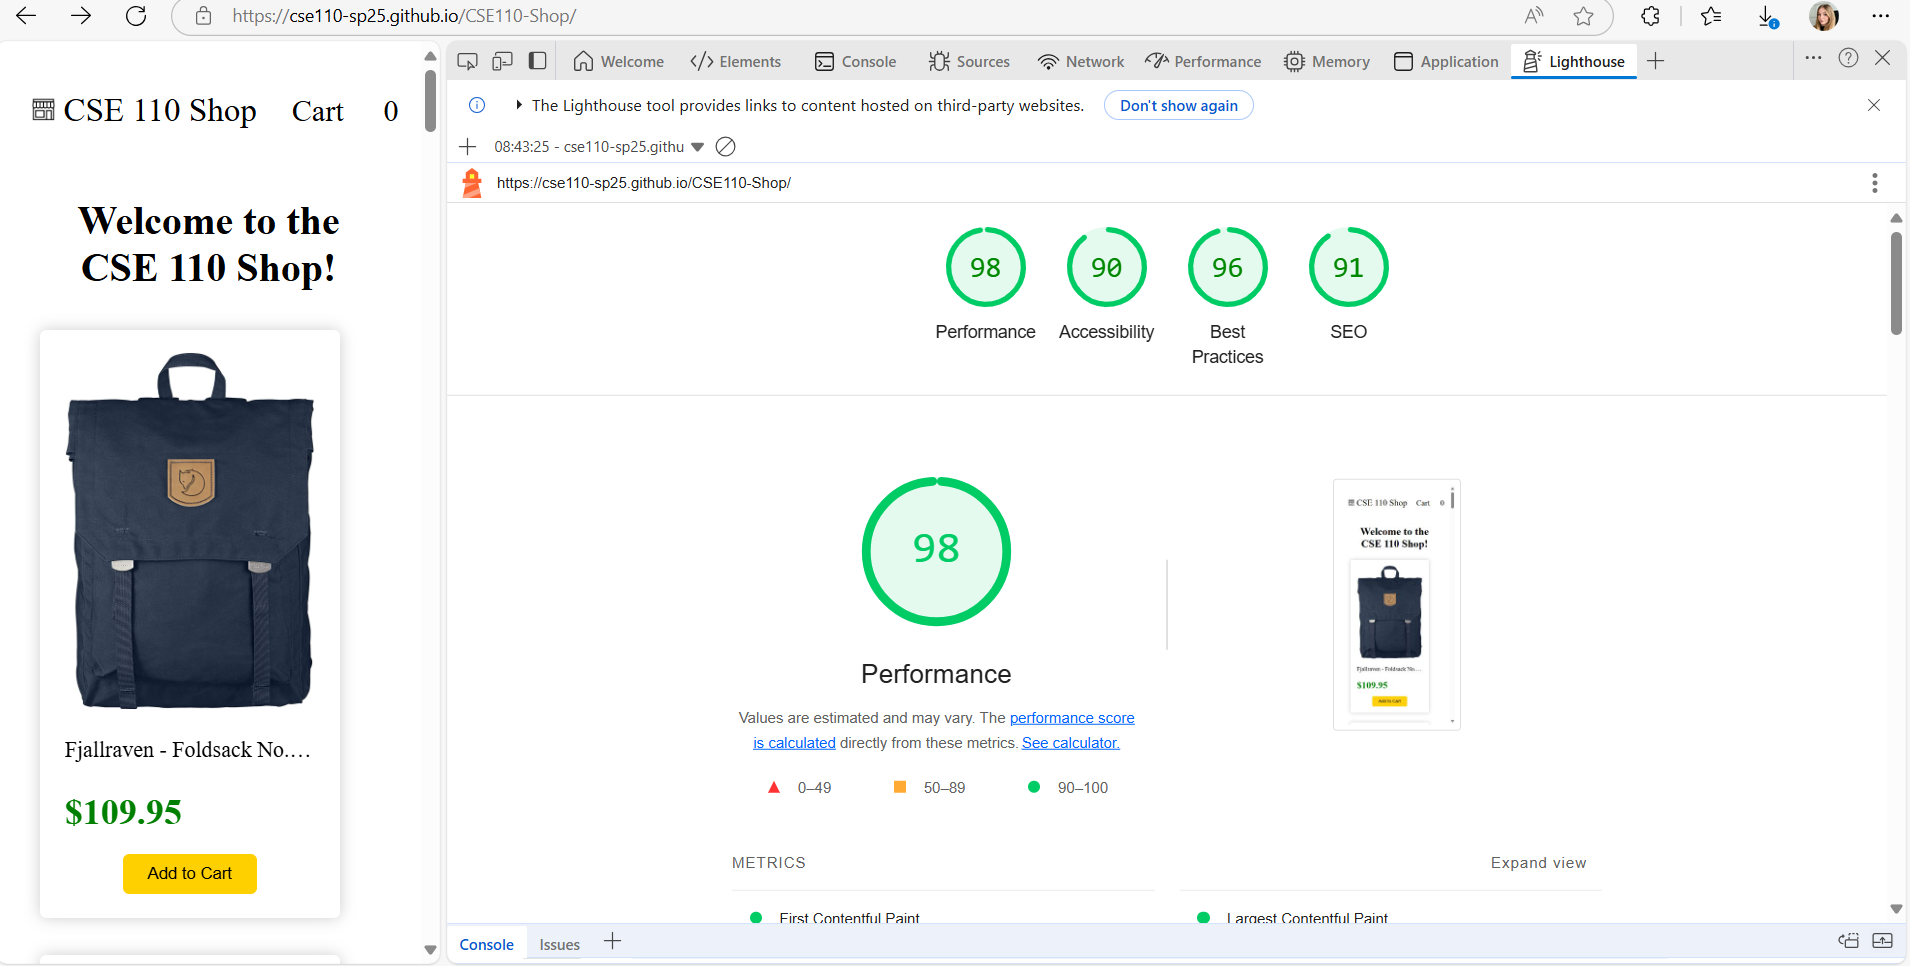 https://cse110-sp25.github.io/CSE110-Shop/
CSE 110 Shop Cart 0
Welcome to the
CSE 110 Shop!
Fjallraven - Foldsack No.…
$109.95
Add to Cart
Welcome Elements Console Sources Network Performance Memory Application Lighthouse
The Lighthouse tool provides links to content hosted on third-party websites. Don't show again
08:43:25 - cse110-sp25.githu
https://cse110-sp25.github.io/CSE110-Shop/
98 90 96 91
Performance Accessibility Best Practices SEO
98
Performance
Values are estimated and may vary. The performance score
is calculated directly from these metrics. See calculator.
0–49 50–89 90–100
CSE 110 Shop Cart 0
Welcome to the
CSE 110 Shop!
Fjallraven - Foldsack No.…
$109.95
Add to Cart
METRICS Expand view
First Contentful Paint Largest Contentful Paint
Console Issues